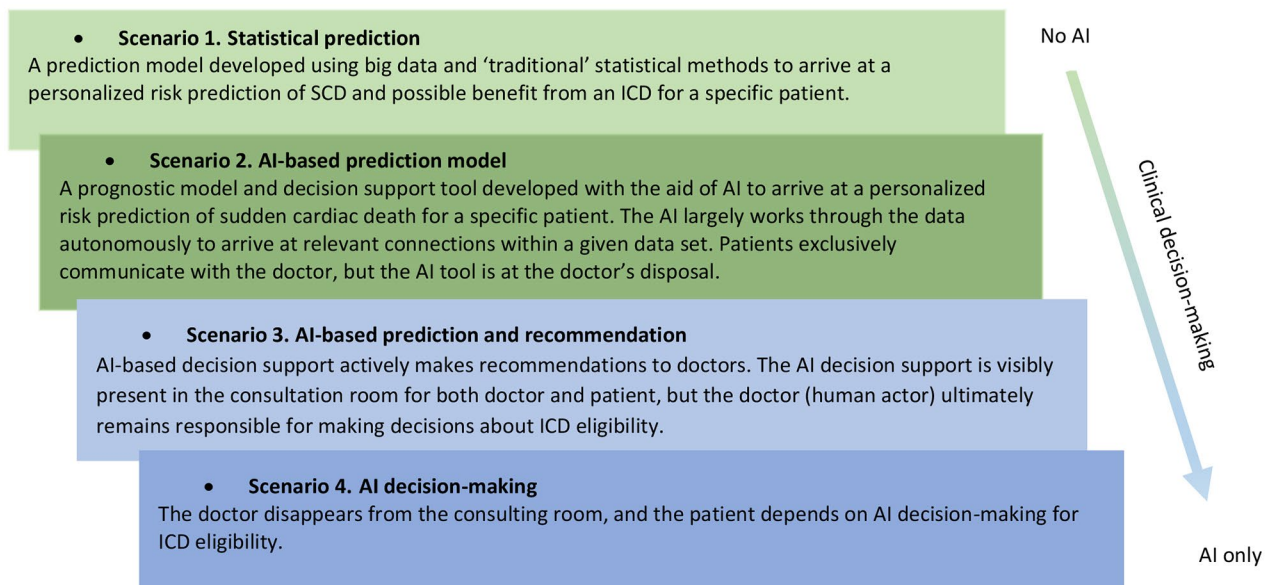 • Scenario 1. Statistical prediction
A prediction model developed using big data and ‘traditional’ statistical methods to arrive at a
personalized risk prediction of SCD and possible benefit from an ICD for a specific patient.
• Scenario 2. AI-based prediction model
A prognostic model and decision support tool developed with the aid of AI to arrive at a personalized
risk prediction of sudden cardiac death for a specific patient. The AI largely works through the data
autonomously to arrive at relevant connections within a given data set. Patients exclusively
communicate with the doctor, but the AI tool is at the doctor’s disposal.
• Scenario 3. AI-based prediction and recommendation
AI-based decision support actively makes recommendations to doctors. The AI decision support is visibly
present in the consultation room for both doctor and patient, but the doctor (human actor) ultimately
remains responsible for making decisions about ICD eligibility.
• Scenario 4. AI decision-making
The doctor disappears from the consulting room, and the patient depends on AI decision-making for
ICD eligibility.
No AI
Clinical decision-making
AI only